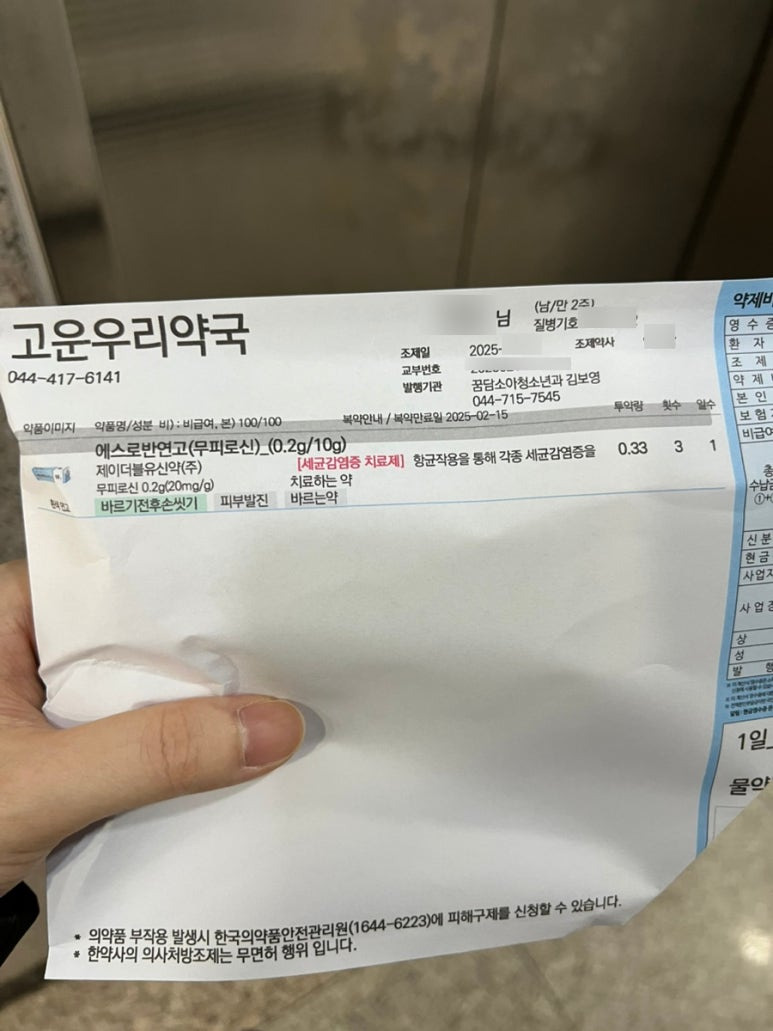 고운우리약국
044-417-6141
님 (남/만 2주)
질병기호
조제일 2025- 조제약사
교부번호
발행기관 꿈담소아청소년과 김보영
044-715-7545
약품이미지 약품명/성분 비) : 비급여, 본) 100/100 복약안내 / 복약만료일 2025-02-15 투약량 횟수 일수
에스로반연고(무피로신)_(0.2g/10g)
제이더블유신약(주) [세균감염증 치료제] 항균작용을 통해 각종 세균감염증을 0.33 3 1
무피로신 0.2g(20mg/g) 치료하는 약
바르기전후손씻기 피부발진 바르는약
* 의약품 부작용 발생시 한국의약품안전관리원(1644-6223)에 피해구제를 신청할 수 있습니다.
* 한약사의 의사처방조제는 무면허 행위 입니다.
약제비
영 수 증
환 자
조 제
약 제 비
본 인
보 험
비급여
총
수납금
신 분
현 금
사업자
사 업 장
상
성
발 행
1일
물약